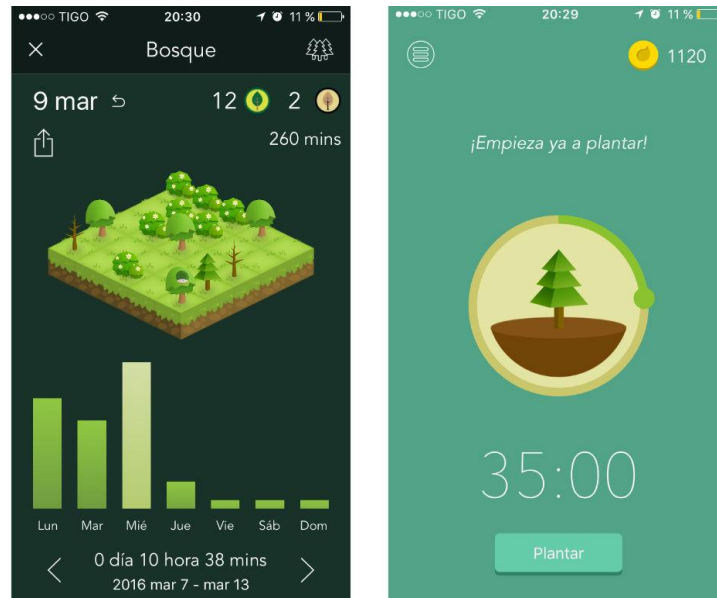 ●●●○○ TIGO 20:30 11 %
Bosque
9 mar 12 2
260 mins
Lun Mar Mié Jue Vie Sáb Dom
0 día 10 hora 38 mins
2016 mar 7 - mar 13
●●●○○ TIGO 20:29 11 %
1120
¡Empieza ya a plantar!
35:00
Plantar